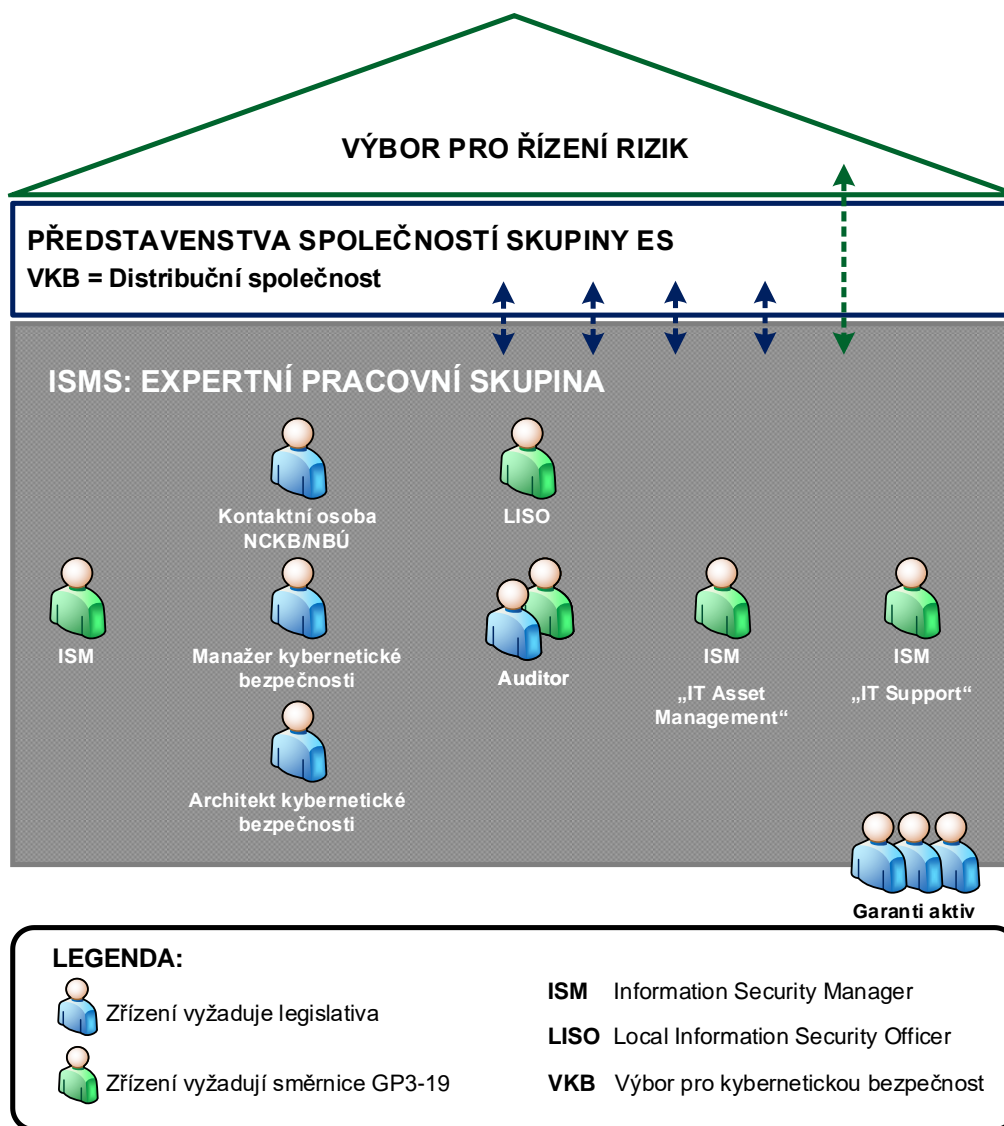 VÝBOR PRO ŘÍZENÍ RIZIK
PŘEDSTAVENSTVA SPOLEČNOSTÍ SKUPINY ES
VKB = Distribuční společnost
ISMS: EXPERTNÍ PRACOVNÍ SKUPINA
Kontaktní osoba
NCKB/NBÚ
LISO
ISM
Manažer kybernetické
bezpečnosti
Auditor
ISM
„IT Asset
Management“
ISM
„IT Support“
Architekt kybernetické
bezpečnosti
Garanti aktiv
LEGENDA:
Zřízení vyžaduje legislativa
Zřízení vyžadují směrnice GP3-19
ISM Information Security Manager
LISO Local Information Security Officer
VKB Výbor pro kybernetickou bezpečnost